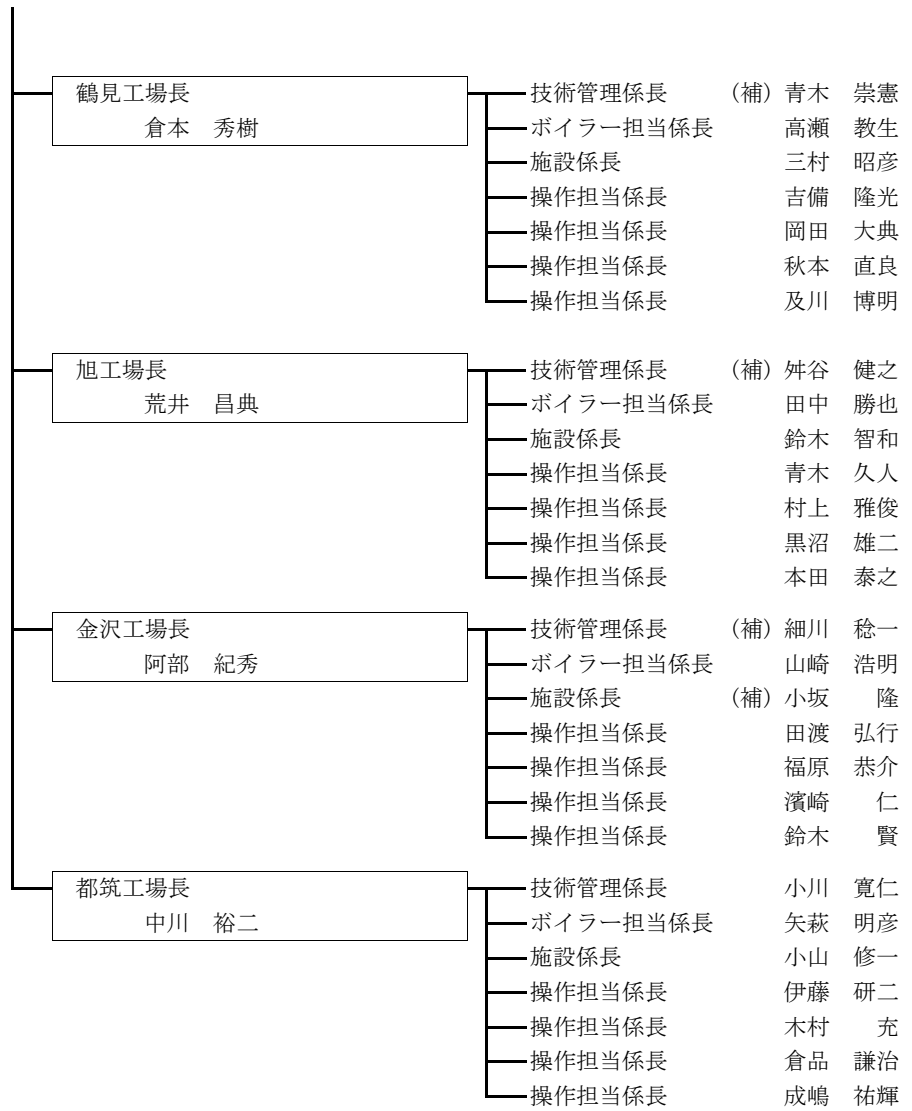 鶴見工場長
倉本　秀樹
技術管理係長　（補）青木　崇憲
ボイラー担当係長　高瀬　教生
施設係長　三村　昭彦
操作担当係長　吉備　隆光
操作担当係長　岡田　大典
操作担当係長　秋本　直良
操作担当係長　及川　博明
旭工場長
荒井　昌典
技術管理係長　（補）舛谷　健之
ボイラー担当係長　田中　勝也
施設係長　鈴木　智和
操作担当係長　青木　久人
操作担当係長　村上　雅俊
操作担当係長　黒沼　雄二
操作担当係長　本田　泰之
金沢工場長
阿部　紀秀
技術管理係長　（補）細川　稔一
ボイラー担当係長　山崎　浩明
施設係長　（補）小坂　隆
操作担当係長　田渡　弘行
操作担当係長　福原　恭介
操作担当係長　濱崎　仁
操作担当係長　鈴木　賢
都筑工場長
中川　裕二
技術管理係長　小川　寛仁
ボイラー担当係長　矢萩　明彦
施設係長　小山　修一
操作担当係長　伊藤　研二
操作担当係長　木村　充
操作担当係長　倉品　謙治
操作担当係長　成嶋　祐輝